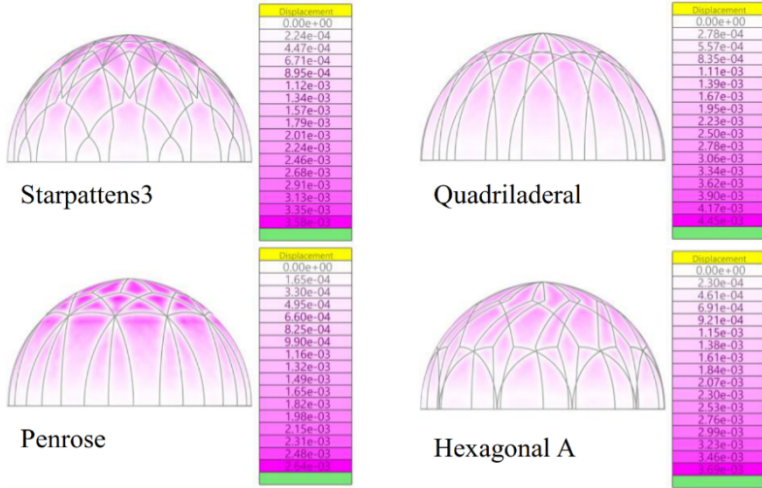 Displacement
0.00e+00
2.24e-04
4.47e-04
6.71e-04
8.95e-04
1.12e-03
1.34e-03
1.57e-03
1.79e-03
2.01e-03
2.24e-03
2.46e-03
2.68e-03
2.91e-03
3.13e-03
3.35e-03
3.58e-03
Starpattens3
Displacement
0.00e+00
2.78e-04
5.57e-04
8.35e-04
1.11e-03
1.39e-03
1.67e-03
1.95e-03
2.23e-03
2.50e-03
2.78e-03
3.06e-03
3.34e-03
3.62e-03
3.90e-03
4.17e-03
4.45e-03
Quadriladeral
Displacement
0.00e+00
1.65e-04
3.30e-04
4.95e-04
6.60e-04
8.25e-04
9.90e-04
1.16e-03
1.32e-03
1.49e-03
1.65e-03
1.82e-03
1.98e-03
2.15e-03
2.31e-03
2.48e-03
2.64e-03
Penrose
Displacement
0.00e+00
2.30e-04
4.61e-04
6.91e-04
9.21e-04
1.15e-03
1.38e-03
1.61e-03
1.84e-03
2.07e-03
2.30e-03
2.53e-03
2.76e-03
2.99e-03
3.23e-03
3.46e-03
3.69e-03
Hexagonal A